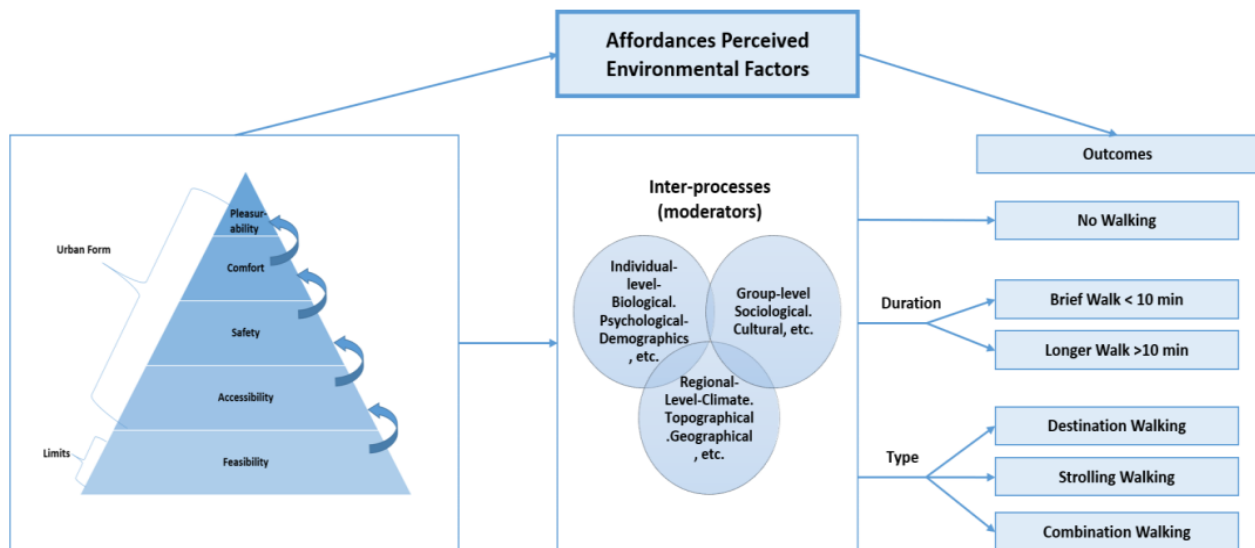 Affordances Perceived
Environmental Factors
Outcomes
Pleasur-
ability
Comfort
Safety
Accessibility
Feasibility
Urban Form
Limits
Inter-processes
(moderators)
Individual-
level-
Biological.
Psychological-
Demographics
, etc.
Group-level
Sociological.
Cultural, etc.
Regional-
Level-Climate.
Topographical
.Geographical
, etc.
No Walking
Duration
Brief Walk < 10 min
Longer Walk >10 min
Type
Destination Walking
Strolling Walking
Combination Walking